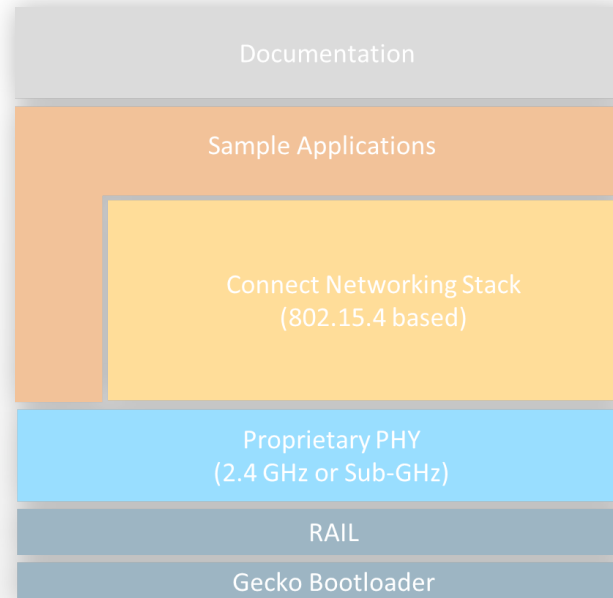 Documentation
Sample Applications
Connect Networking Stack
(802.15.4 based)
Proprietary PHY
(2.4 GHz or Sub-GHz)
RAIL
Gecko Bootloader